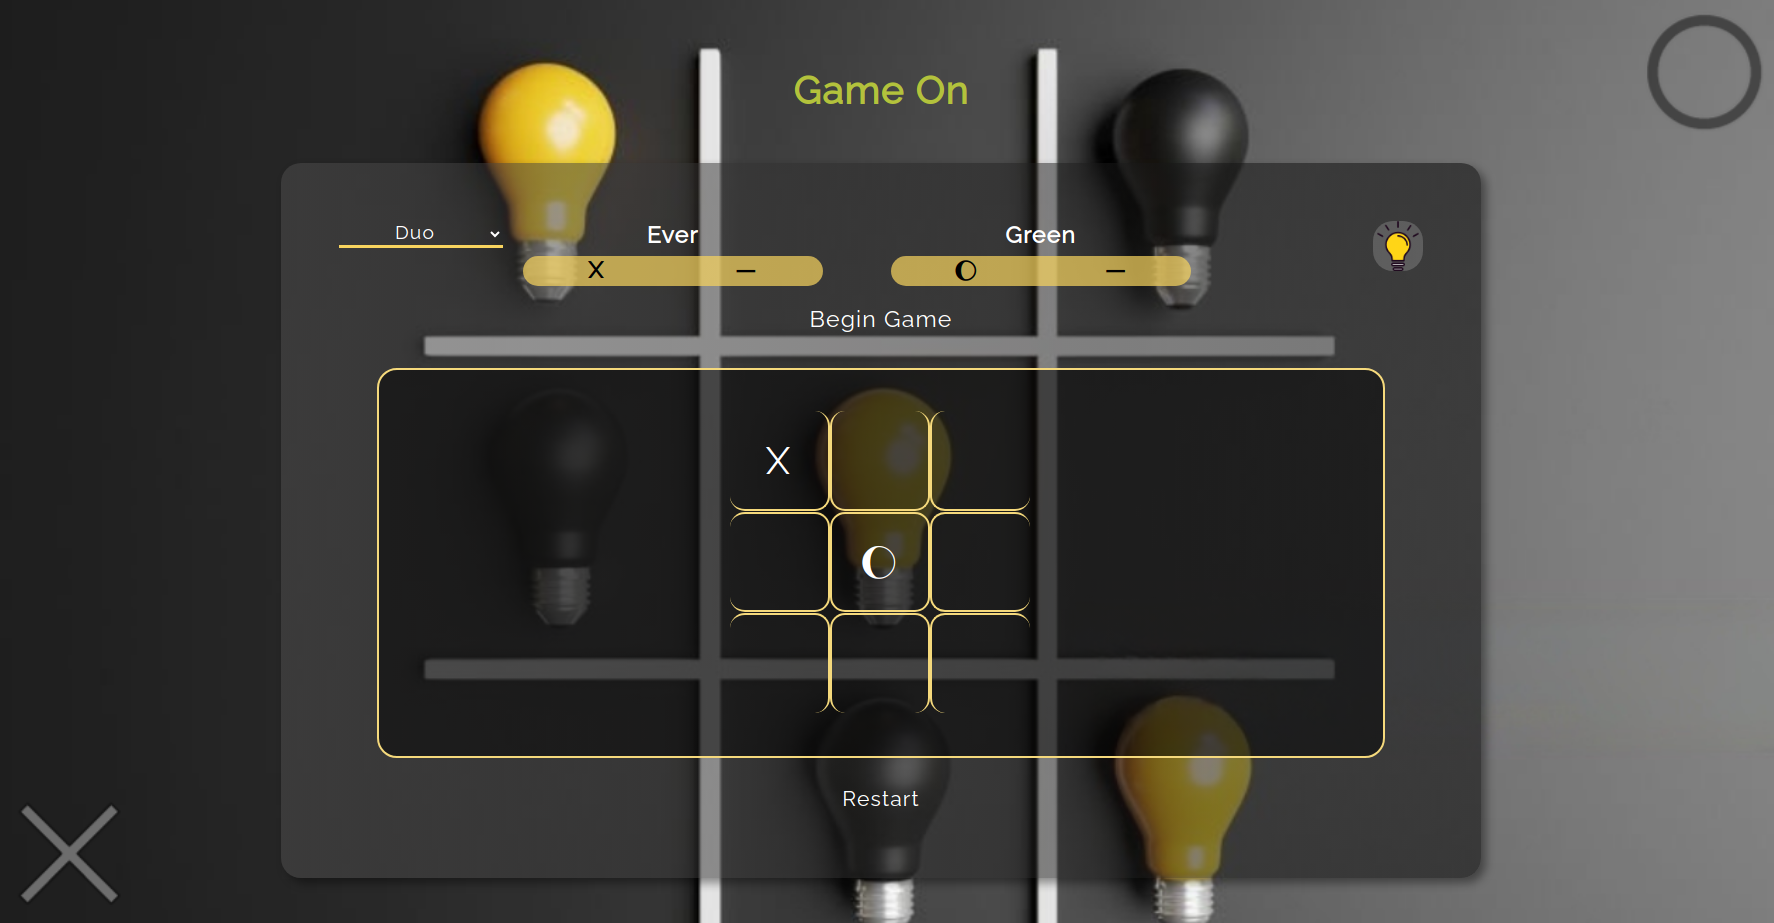 Game On
Duo
Ever
Green
X —
O —
Begin Game
X
O
Restart